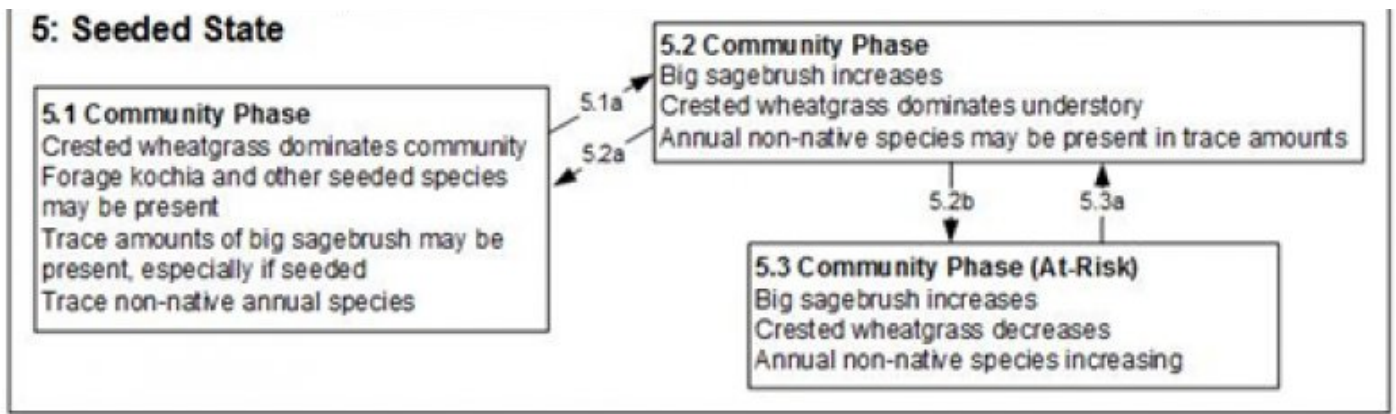 5: Seeded State
5.1 Community Phase
Crested wheatgrass dominates community
Forage kochia and other seeded species
may be present
Trace amounts of big sagebrush may be
present, especially if seeded
Trace non-native annual species
5.1a
5.2a
5.2 Community Phase
Big sagebrush increases
Crested wheatgrass dominates understory
Annual non-native species may be present in trace amounts
5.2b
5.3a
5.3 Community Phase (At-Risk)
Big sagebrush increases
Crested wheatgrass decreases
Annual non-native species increasing